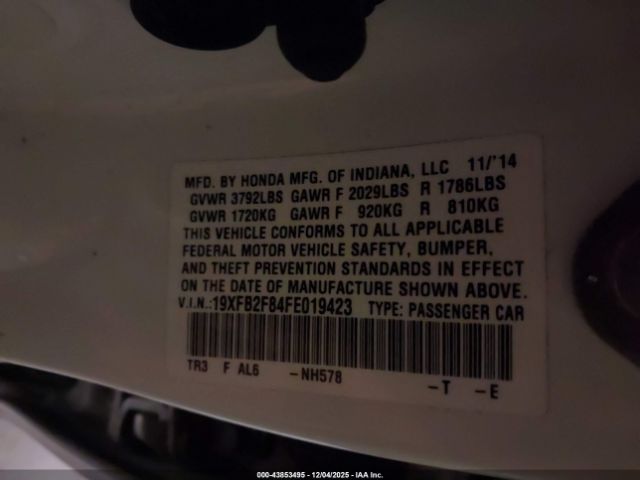 MFD. BY HONDA MFG. OF INDIANA, LLC 11/'14
GVWR 3792LBS GAWR F 2029LBS R 1786LBS
GVWR 1720KG GAWR F 920KG R 810KG
THIS VEHICLE CONFORMS TO ALL APPLICABLE
FEDERAL MOTOR VEHICLE SAFETY, BUMPER,
AND THEFT PREVENTION STANDARDS IN EFFECT
ON THE DATE OF MANUFACTURE SHOWN ABOVE.
V.I.N.:19XFB2F84FE019423 TYPE: PASSENGER CAR
TR3 F AL6 -NH578 -T -E
000-43853495 - 12/04/2025 - IAA Inc.